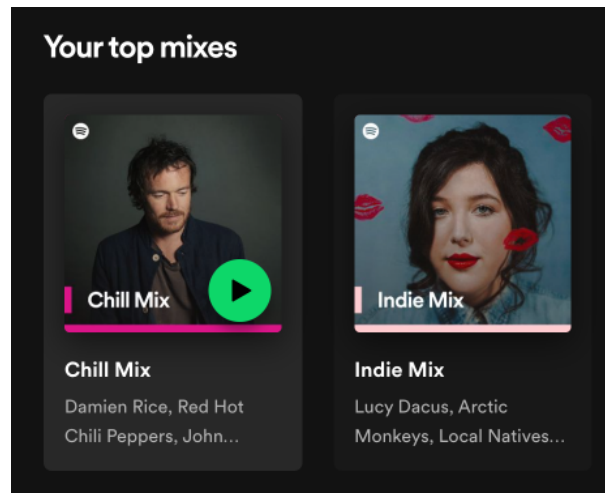 Your top mixes
Chill Mix
Indie Mix
Chill Mix
Damien Rice, Red Hot
Chili Peppers, John...
Indie Mix
Lucy Dacus, Arctic
Monkeys, Local Natives...